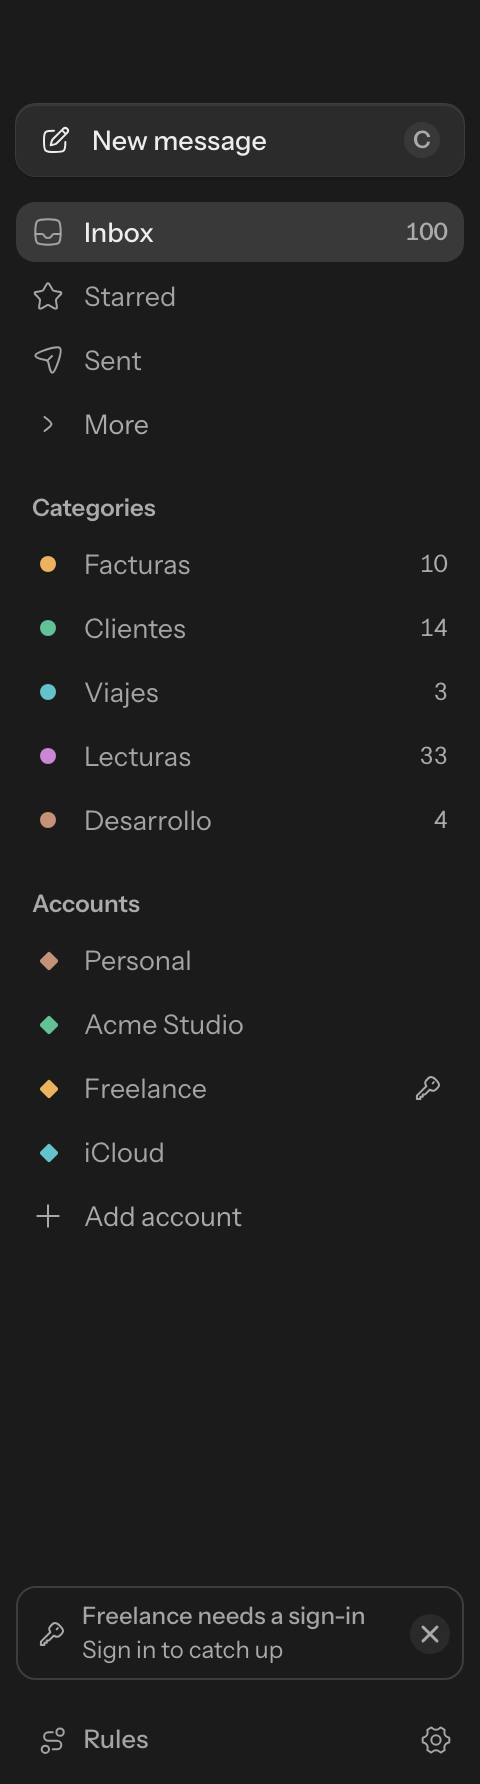 New message
C
Inbox
100
Starred
Sent
More
Categories
Facturas
10
Clientes
14
Viajes
3
Lecturas
33
Desarrollo
4
Accounts
Personal
Acme Studio
Freelance
iCloud
Add account
Freelance needs a sign-in
Sign in to catch up
Rules